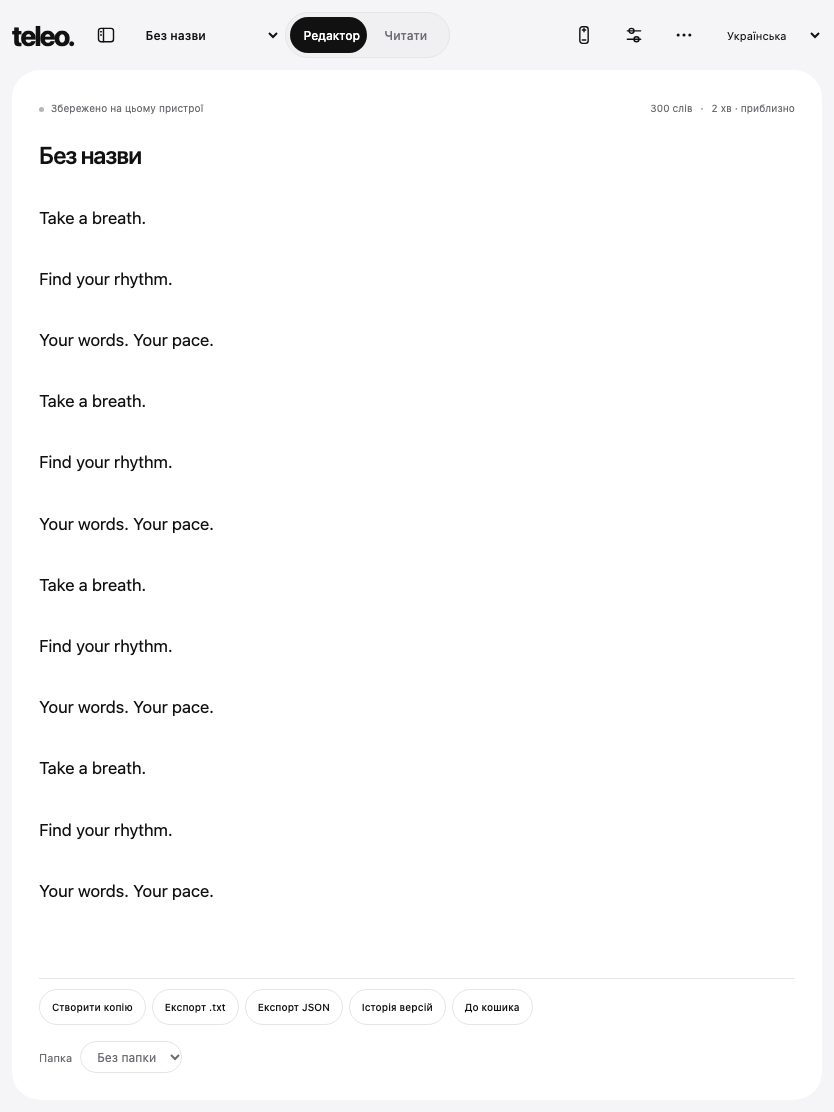 teleo. Без назви Редактор Читати Українська
Збережено на цьому пристрої 300 слів · 2 хв · приблизно
Без назви
Take a breath.
Find your rhythm.
Your words. Your pace.
Take a breath.
Find your rhythm.
Your words. Your pace.
Take a breath.
Find your rhythm.
Your words. Your pace.
Take a breath.
Find your rhythm.
Your words. Your pace.
Створити копію Експорт .txt Експорт JSON Історія версій До кошика
Папка Без папки